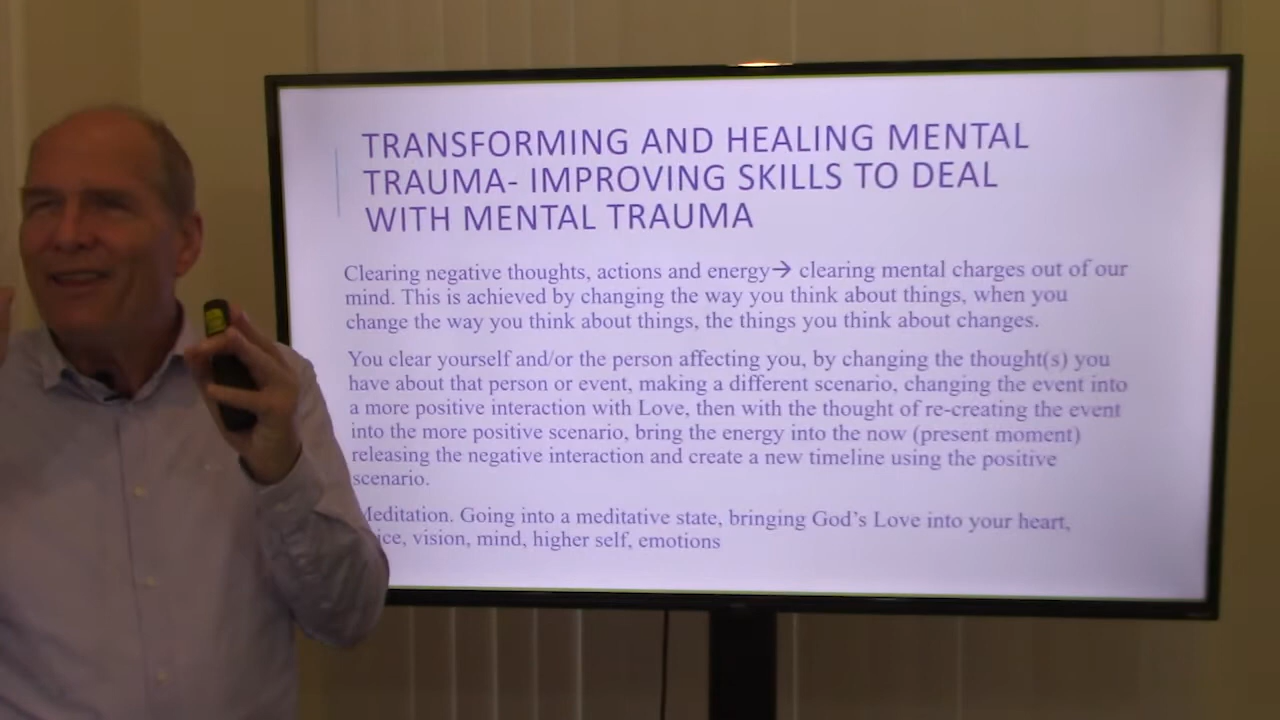 TRANSFORMING AND HEALING MENTAL
TRAUMA- IMPROVING SKILLS TO DEAL
WITH MENTAL TRAUMA
Clearing negative thoughts, actions and energy→ clearing mental charges out of our
mind. This is achieved by changing the way you think about things, when you
change the way you think about things, the things you think about changes.
You clear yourself and/or the person affecting you, by changing the thought(s) you
have about that person or event, making a different scenario, changing the event into
a more positive interaction with Love, then with the thought of re-creating the event
into the more positive scenario, bring the energy into the now (present moment)
releasing the negative interaction and create a new timeline using the positive
scenario.
Meditation. Going into a meditative state, bringing God's Love into your heart,
vision, mind, higher self, emotions